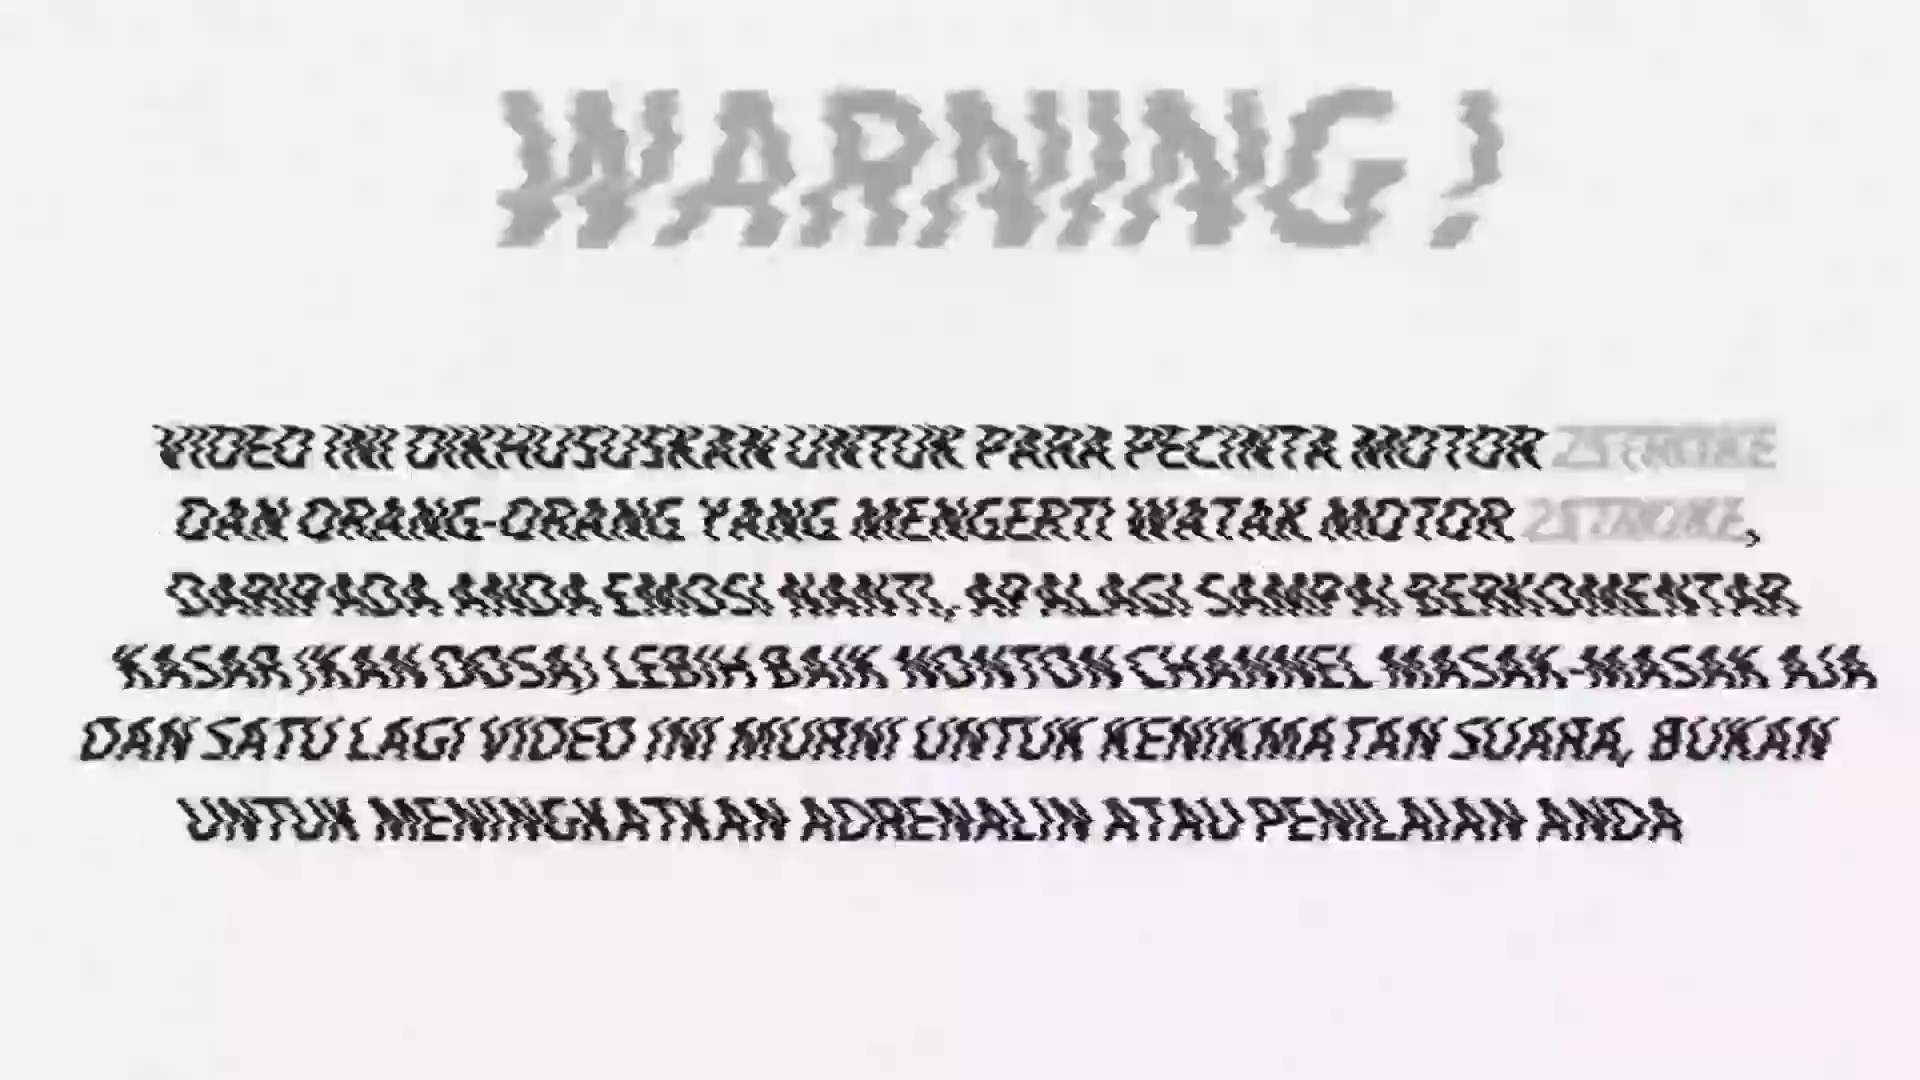 WARNING !
VIDEO INI DIKHUSUSKAN UNTUK PARA PECINTA MOTOR 2STROKE
DAN ORANG-ORANG YANG MENGERTI WATAK MOTOR 2STROKE,
DARIPADA ANDA EMOSI NANTI, APALAGI SAMPAI BERKOMENTAR
KASAR (KAN DOSA) LEBIH BAIK NONTON CHANNEL MASAK-MASAK AJA
DAN SATU LAGI VIDEO INI MURNI UNTUK KENIKMATAN SUARA, BUKAN
UNTUK MENINGKATKAN ADRENALIN ATAU PENILAIAN ANDA